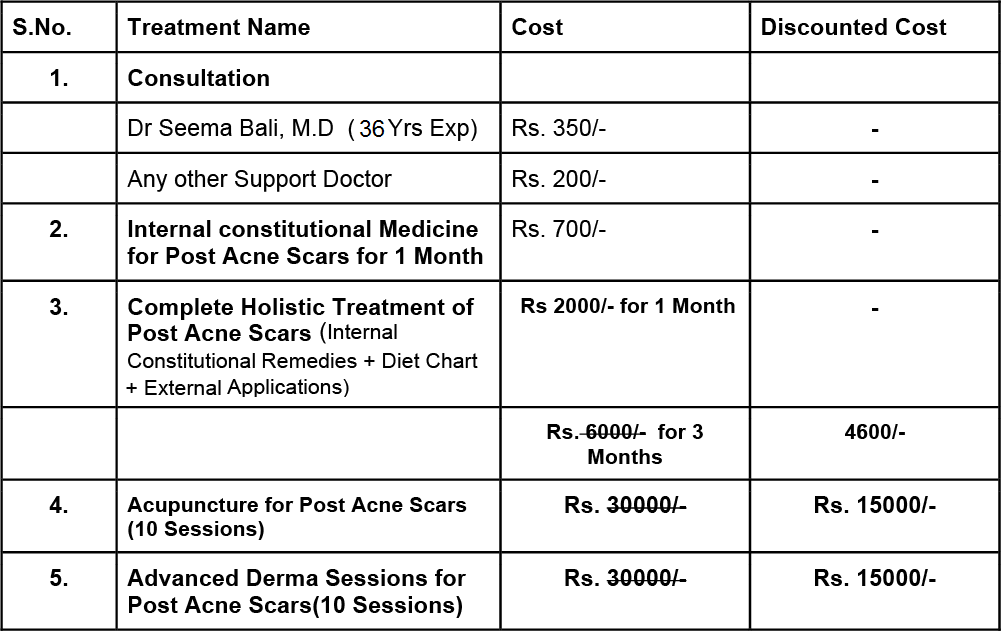 S.No. Treatment Name Cost Discounted Cost
1. Consultation
Dr Seema Bali, M.D ( 36 Yrs Exp) Rs. 350/- -
Any other Support Doctor Rs. 200/- -
2. Internal constitutional Medicine Rs. 700/- -
for Post Acne Scars for 1 Month
3. Complete Holistic Treatment of Rs 2000/- for 1 Month -
Post Acne Scars (Internal
Constitutional Remedies + Diet Chart
+ External Applications)
Rs. 6000/- for 3 4600/-
Months
4. Acupuncture for Post Acne Scars Rs. 30000/- Rs. 15000/-
(10 Sessions)
5. Advanced Derma Sessions for Rs. 30000/- Rs. 15000/-
Post Acne Scars(10 Sessions)